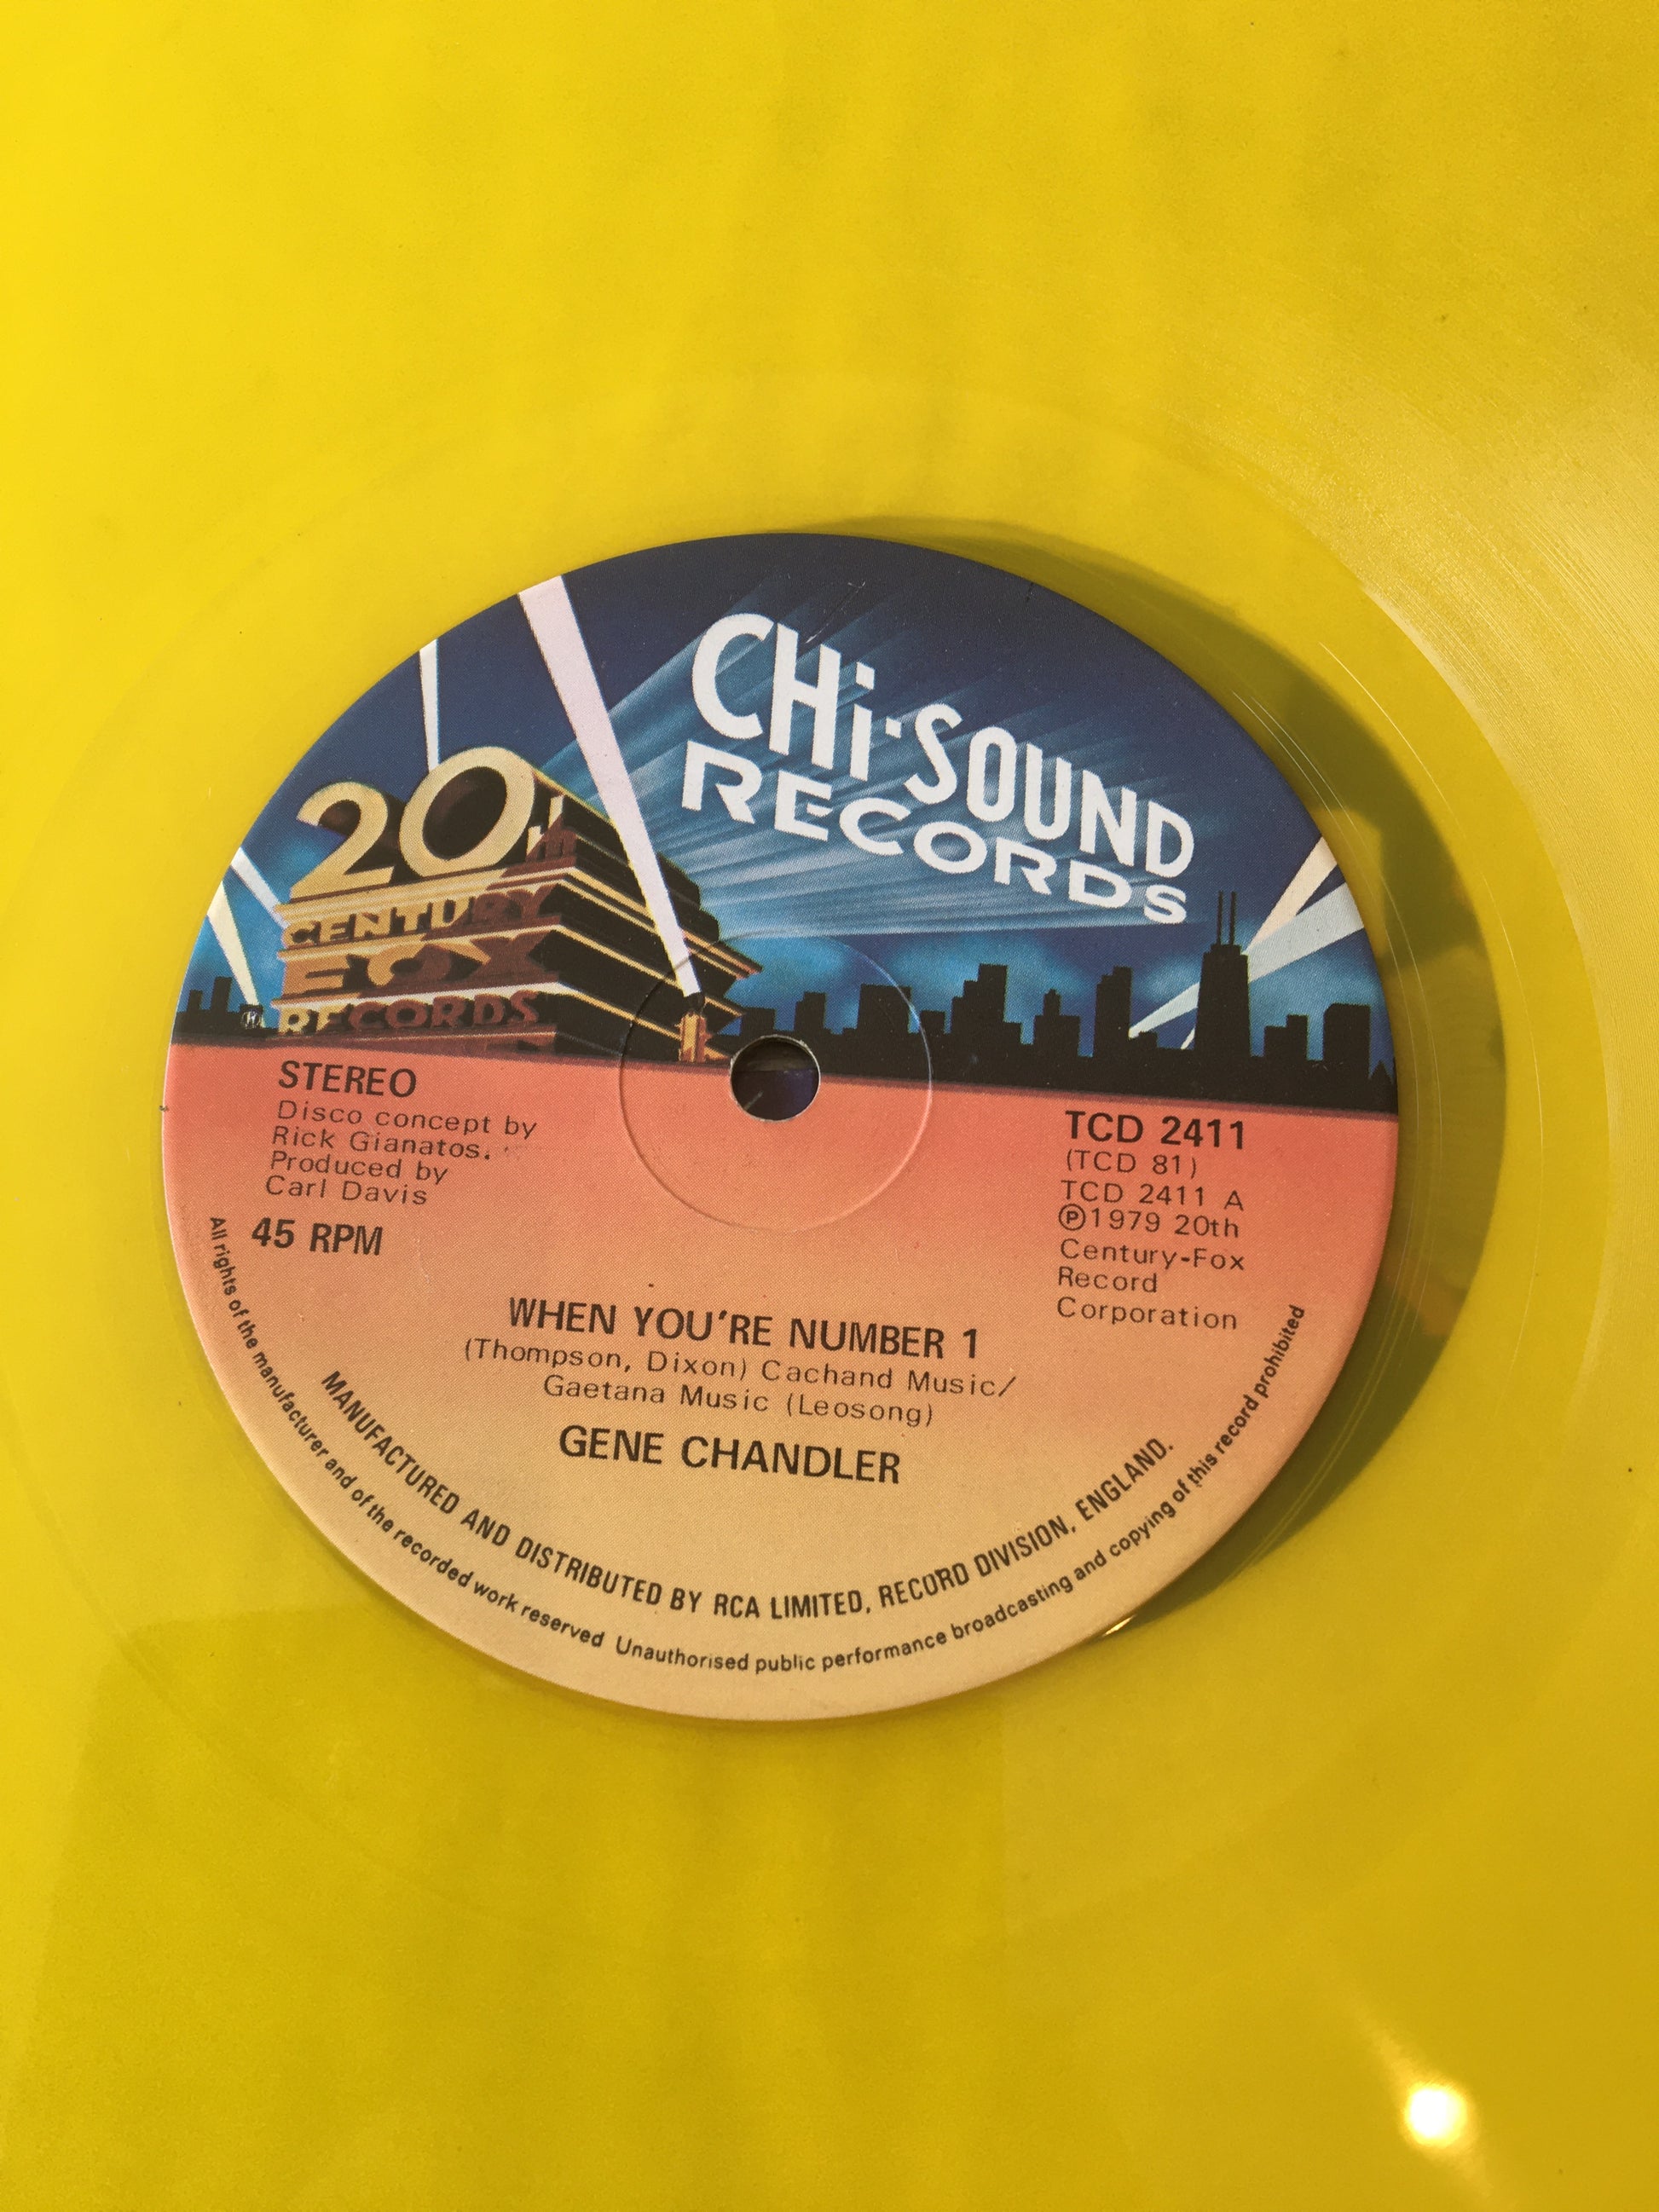 CHi-SOUND
RECORDS
20th
CENTURY
FOX
RECORDS
STEREO
Disco concept by
Rick Gianatos.
Produced by
Carl Davis
45 RPM
TCD 2411
(TCD 81)
TCD 2411 A
Ⓟ1979 20th
Century-Fox
Record
Corporation
WHEN YOU'RE NUMBER 1
(Thompson, Dixon) Cachand Music/
Gaetana Music (Leosong)
GENE CHANDLER
MANUFACTURED AND DISTRIBUTED BY RCA LIMITED, RECORD DIVISION, ENGLAND.
All rights of the manufacturer and of the recorded work reserved Unauthorised public performance broadcasting and copying of this record prohibited